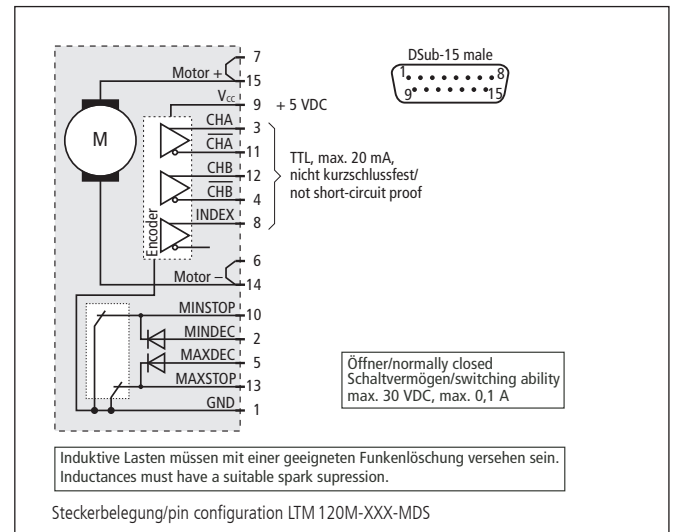 7
Motor +
15
DSub-15 male
1 8
9 15
Vcc 9 + 5 VDC
CHA 3
CHA 11
CHB 12
CHB 4
INDEX 8
TTL, max. 20 mA,
nicht kurzschlussfest/
not short-circuit proof
M
Encoder
6
Motor –
14
MINSTOP 10
MINDEC 2
MAXDEC 5
MAXSTOP 13
GND 1
Öffner/normally closed
Schaltvermögen/switching ability
max. 30 VDC, max. 0,1 A
Induktive Lasten müssen mit einer geeigneten Funkenlöschung versehen sein.
Inductances must have a suitable spark supression.
Steckerbelegung/pin configuration LTM 120M-XXX-MDS